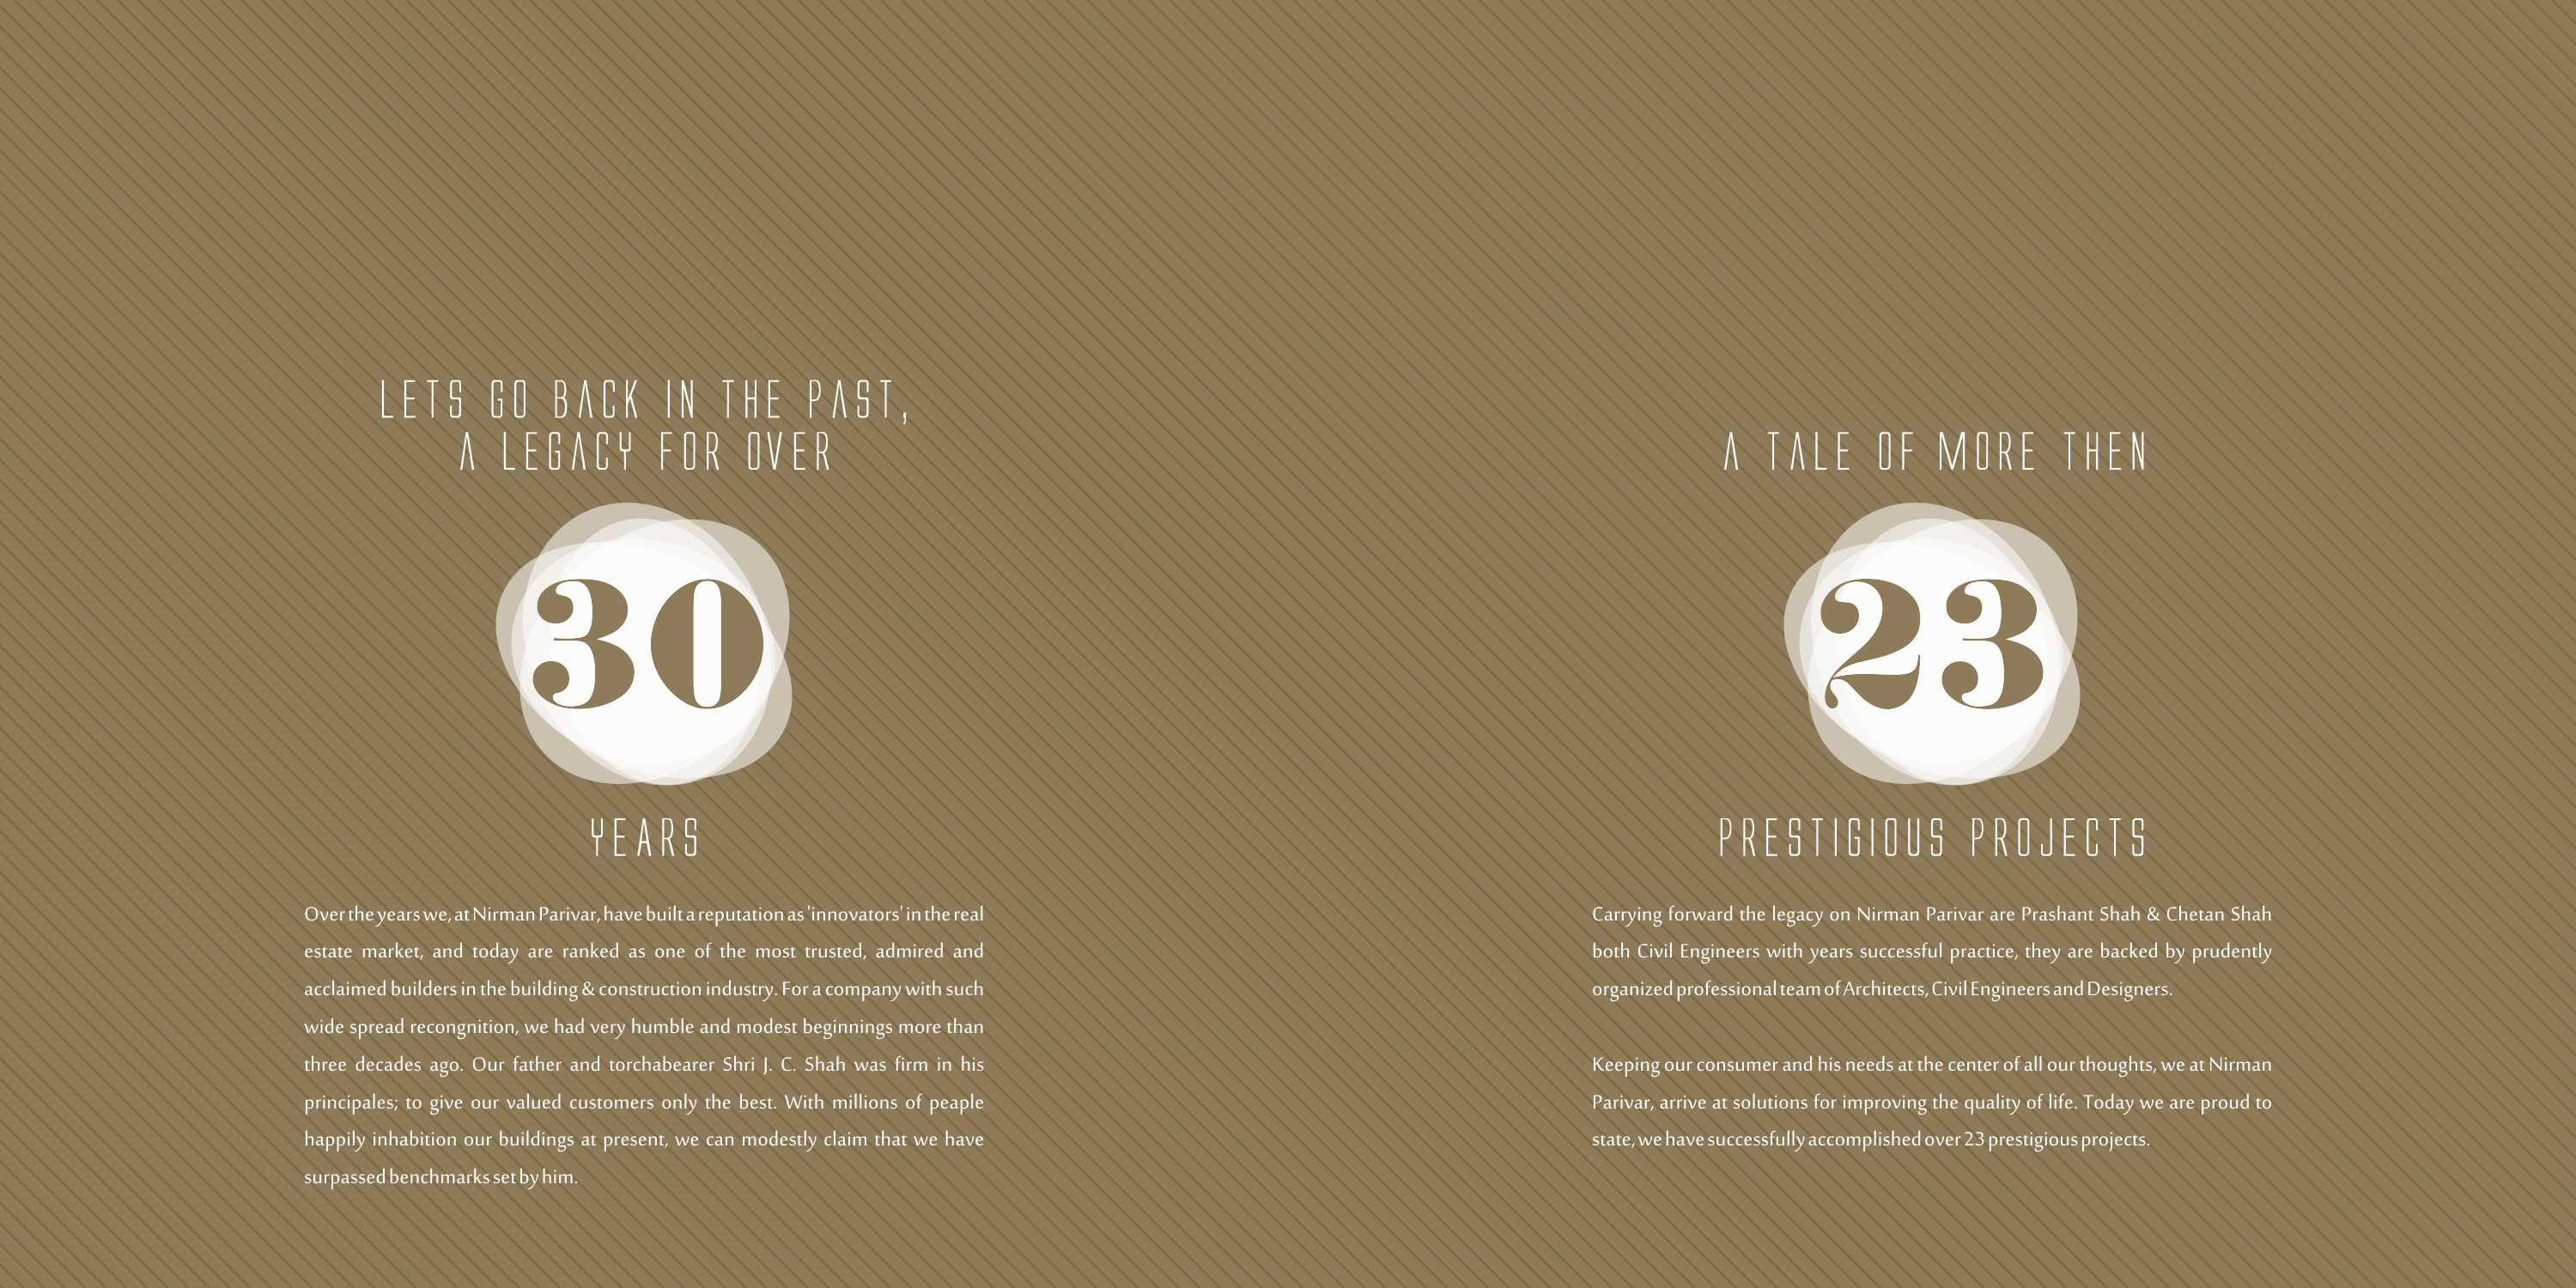 LETS GO BACK IN THE PAST,
A LEGACY FOR OVER
30
YEARS
Over the years we, at Nirman Parivar, have built a reputation as 'innovators' in the real
estate market, and today are ranked as one of the most trusted, admired and
acclaimed builders in the building & construction industry. For a company with such
wide spread recongnition, we had very humble and modest beginnings more than
three decades ago. Our father and torchabearer Shri J. C. Shah was firm in his
principales; to give our valued customers only the best. With millions of peaple
happily inhabition our buildings at present, we can modestly claim that we have
surpassed benchmarks set by him.
A TALE OF MORE THEN
23
PRESTIGIOUS PROJECTS
Carrying forward the legacy on Nirman Parivar are Prashant Shah & Chetan Shah
both Civil Engineers with years successful practice, they are backed by prudently
organized professional team of Architects, Civil Engineers and Designers.
Keeping our consumer and his needs at the center of all our thoughts, we at Nirman
Parivar, arrive at solutions for improving the quality of life. Today we are proud to
state, we have successfully accomplished over 23 prestigious projects.